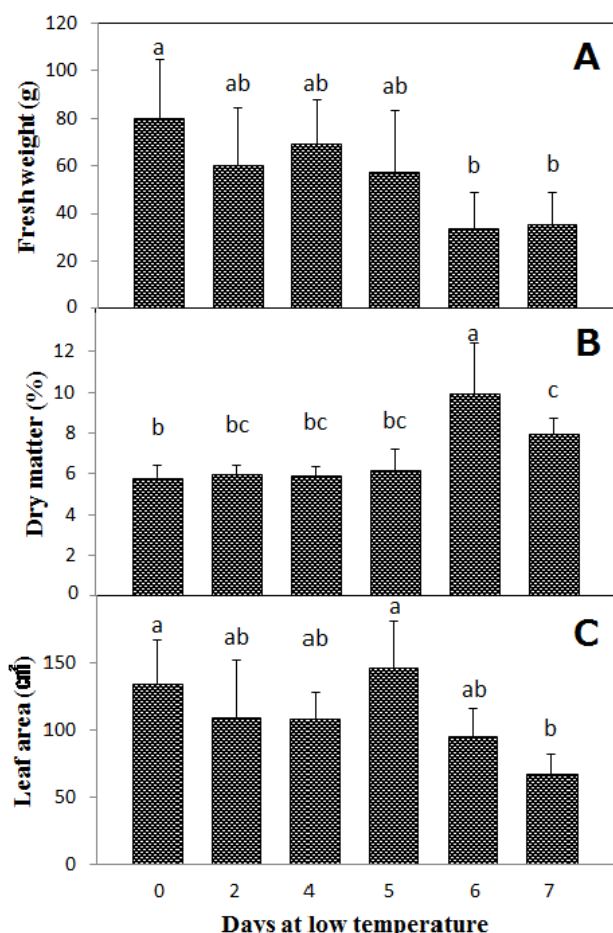 A
Fresh weight (g)
120
100
80
60
40
20
0
a
ab
ab
ab
b
b
B
Dry matter (%)
12
10
8
6
4
2
0
b
bc
bc
bc
a
c
C
Leaf area (㎠)
150
100
50
0
a
ab
ab
a
ab
b
0 2 4 5 6 7
Days at low temperature